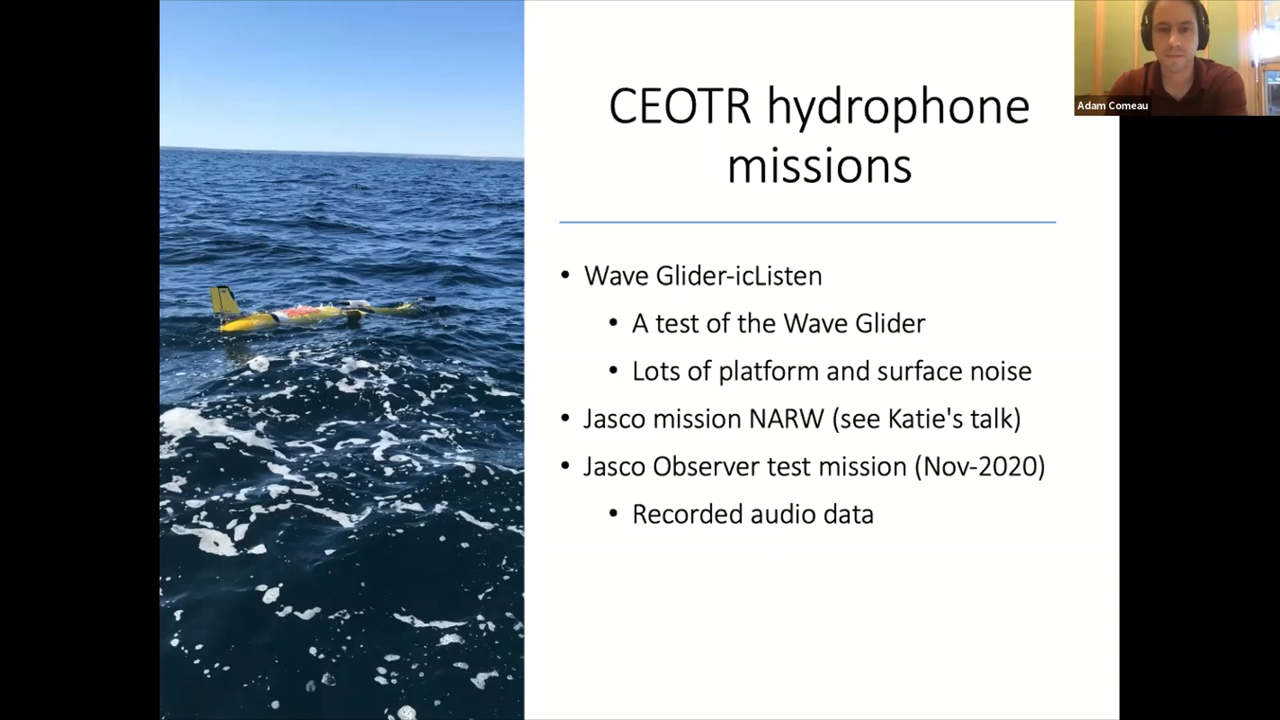 CEOTR hydrophone
missions
Adam Comeau
• Wave Glider-icListen
• A test of the Wave Glider
• Lots of platform and surface noise
• Jasco mission NARW (see Katie's talk)
• Jasco Observer test mission (Nov-2020)
• Recorded audio data